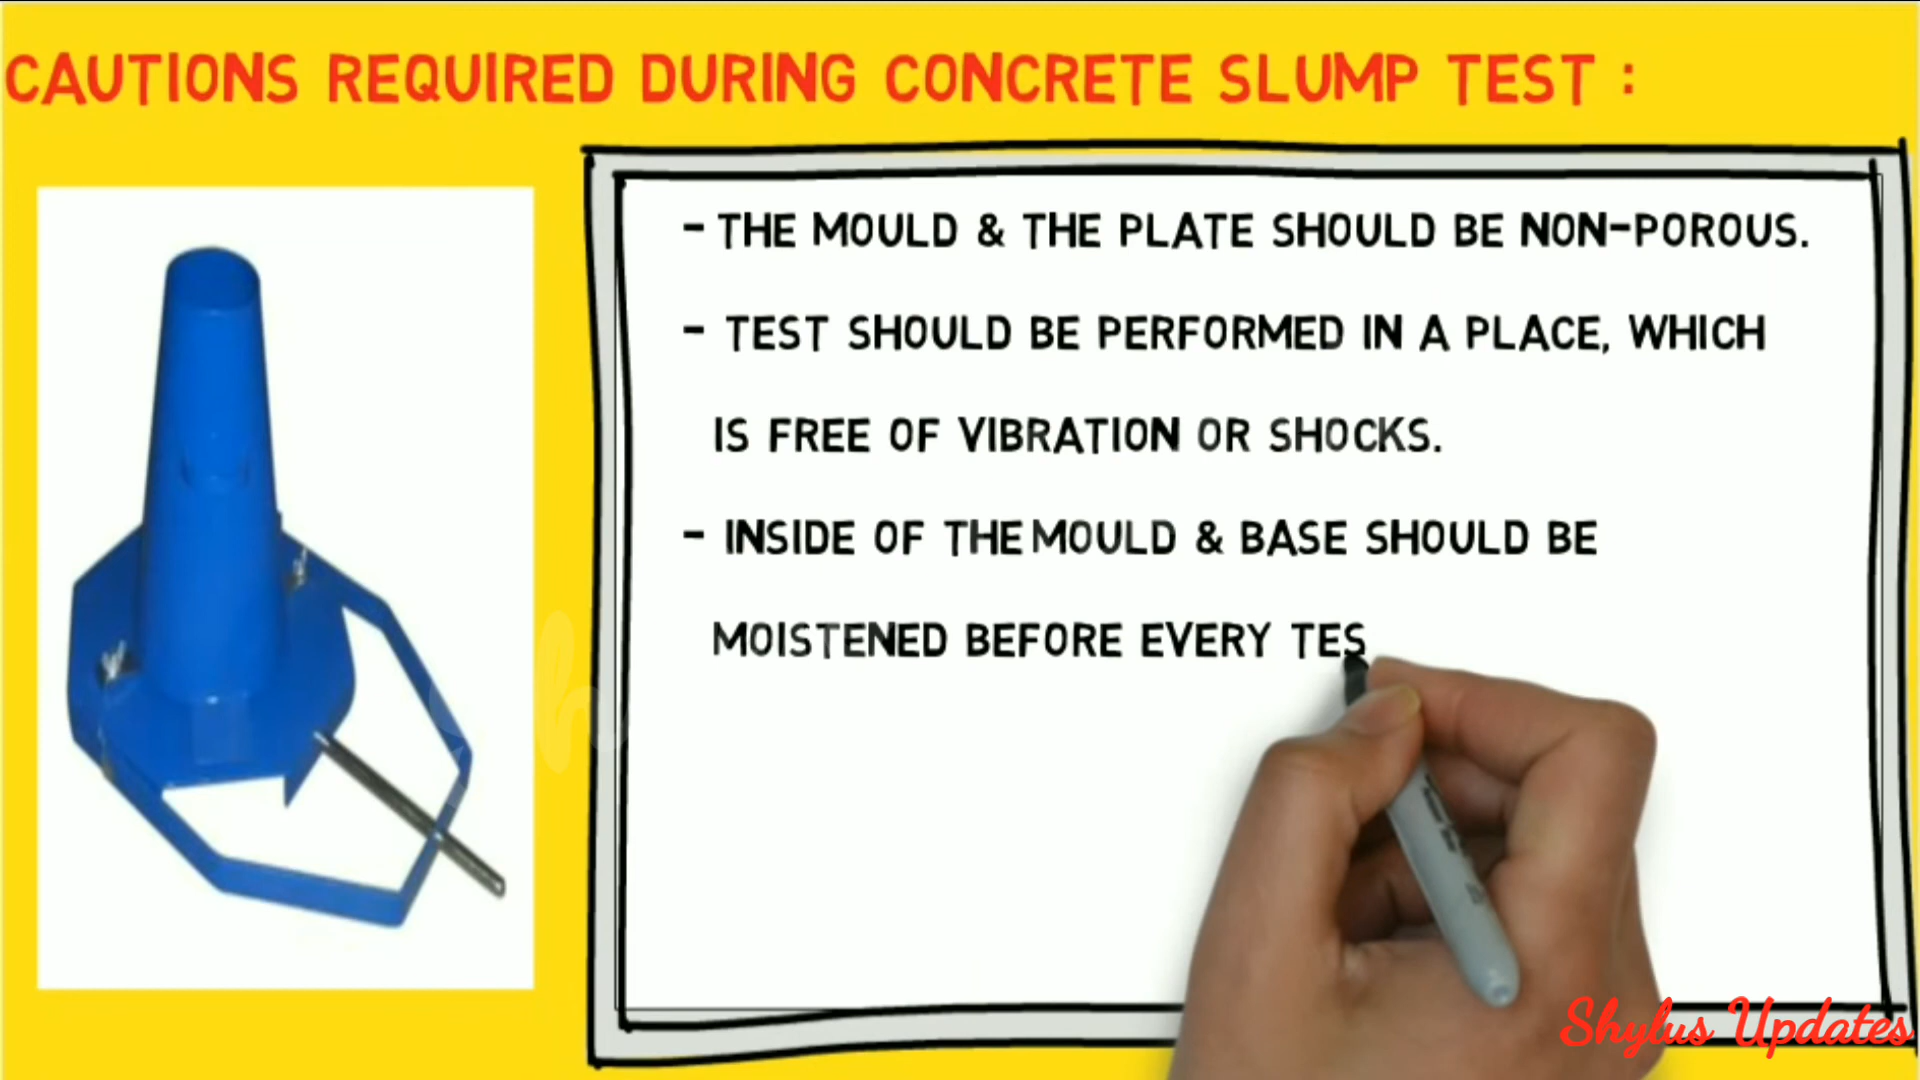 CAUTIONS REQUIRED DURING CONCRETE SLUMP TEST :
- THE MOULD & THE PLATE SHOULD BE NON-POROUS.
- TEST SHOULD BE PERFORMED IN A PLACE, WHICH
IS FREE OF VIBRATION OR SHOCKS.
- INSIDE OF THE MOULD & BASE SHOULD BE
MOISTENED BEFORE EVERY TES
Shylus Updates